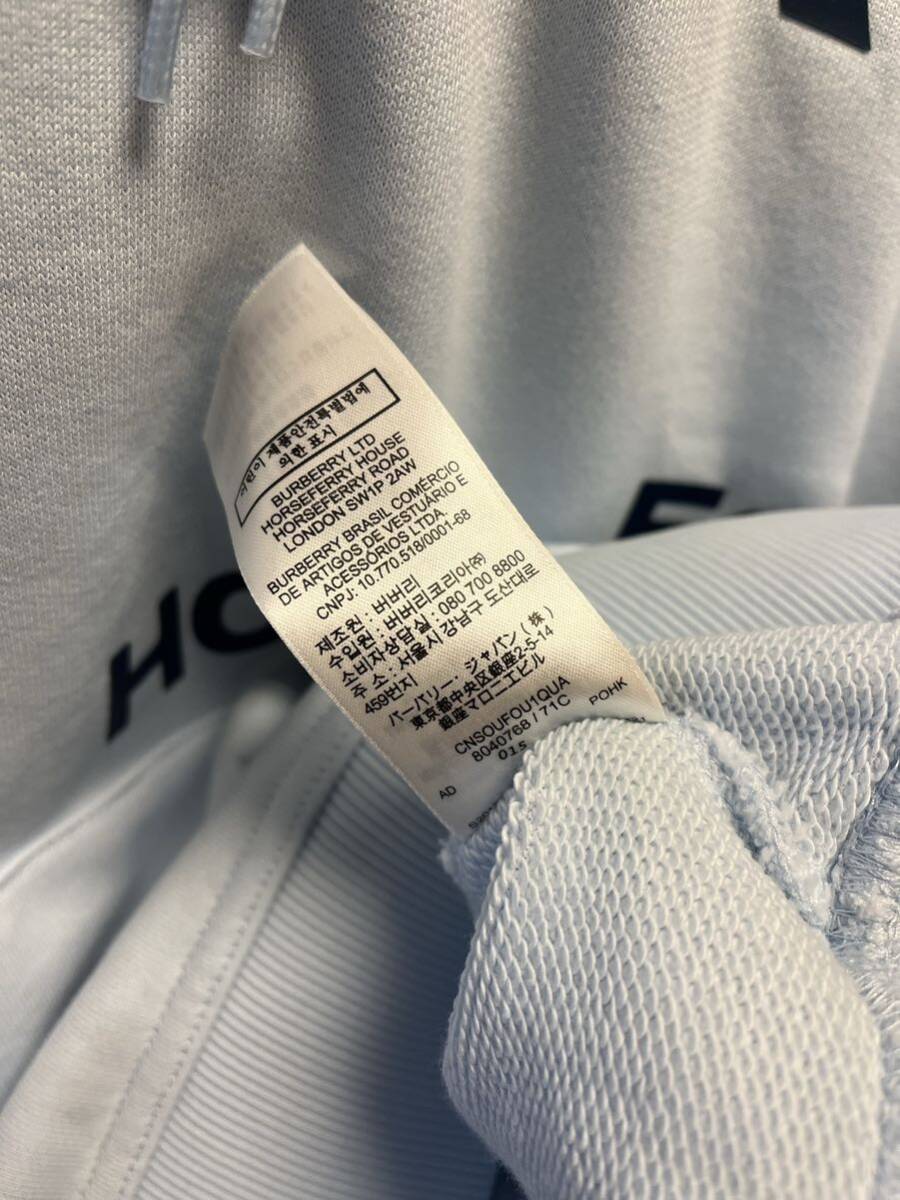 어린이 제품안전특별법에
의한 표시
BURBERRY LTD
HORSEFERRY HOUSE
HORSEFERRY ROAD
LONDON SW1P 2AW
BURBERRY BRASIL COMÉRCIO
DE ARTIGOS DE VESTUÁRIO E
ACESSÓRIOS LTDA
CNPJ: 10.770.518/0001-68
제조원 : 버버리
수입원 : 버버리코리아(주)
소비자상담실 : 080 700 8800
주 소 : 서울시 강남구 도산대로
459번지
バーバリー・ジャパン(株)
東京都中央区銀座2-5-14
銀座マロニエビル
CNSOUFOU1QUA
8040768 / 71C POHK
015
AD
HO